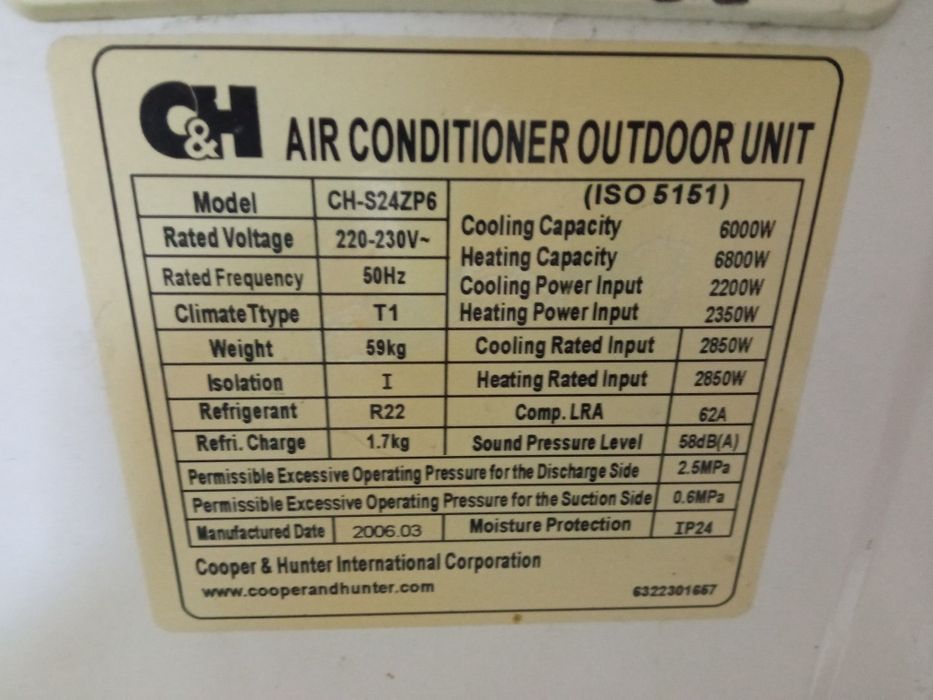 C&H AIR CONDITIONER OUTDOOR UNIT
Model CH-S24ZP6
Rated Voltage 220-230V~
Rated Frequency 50Hz
ClimateTtype T1
Weight 59kg
Isolation I
Refrigerant R22
Refri. Charge 1.7kg
(ISO 5151)
Cooling Capacity 6000W
Heating Capacity 6800W
Cooling Power Input 2200W
Heating Power Input 2350W
Cooling Rated Input 2850W
Heating Rated Input 2850W
Comp. LRA 62A
Sound Pressure Level 58dB(A)
Permissible Excessive Operating Pressure for the Discharge Side 2.5MPa
Permissible Excessive Operating Pressure for the Suction Side 0.6MPa
Manufactured Date 2006.03 Moisture Protection IP24
Cooper & Hunter International Corporation
www.cooperandhunter.com 6322301667